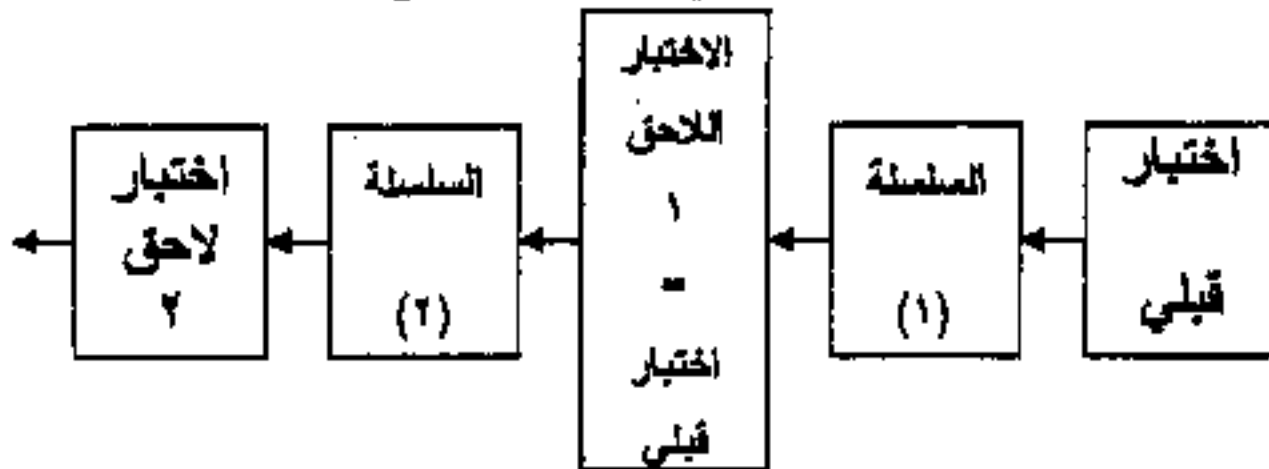 اختبار
قبلي
السلسلة
(١)
الاختبار
اللاحق
١
=
اختبار
قبلي
السلسلة
(٢)
اختبار
لاحق
٢